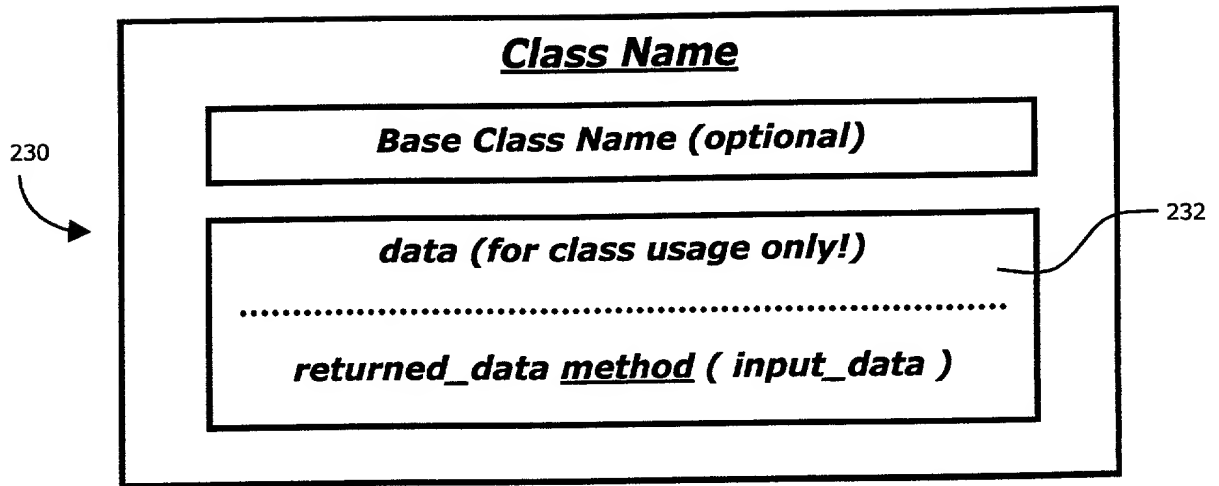 Class Name
Base Class Name (optional)
230
232
data (for class usage only!)
returned_data method ( input_data )